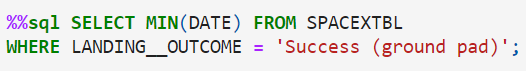 %%sql SELECT MIN(DATE) FROM SPACEXTBL
WHERE LANDING__OUTCOME = 'Success (ground pad)';